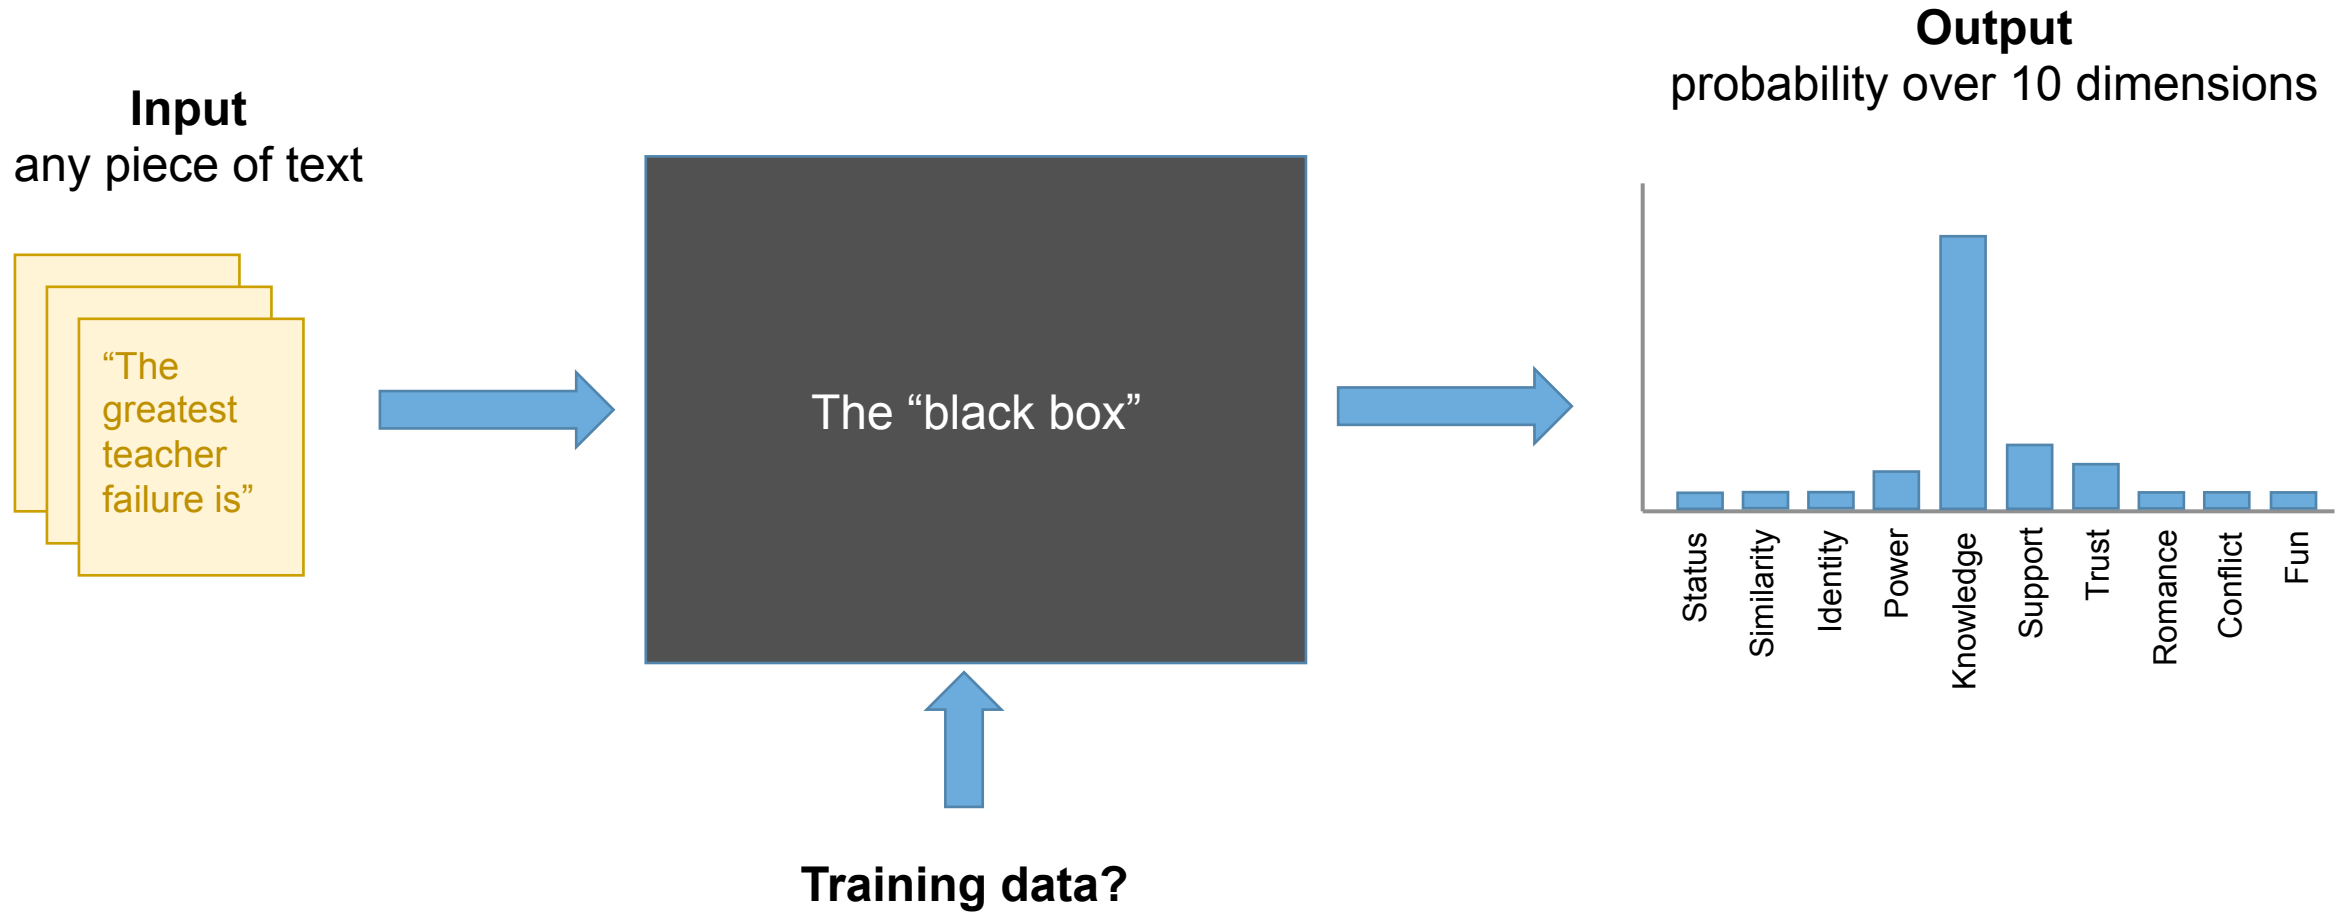 Input
any piece of text
“The
greatest
teacher
failure is”
The “black box”
Training data?
Output
probability over 10 dimensions
Status
Similarity
Identity
Power
Knowledge
Support
Trust
Romance
Conflict
Fun